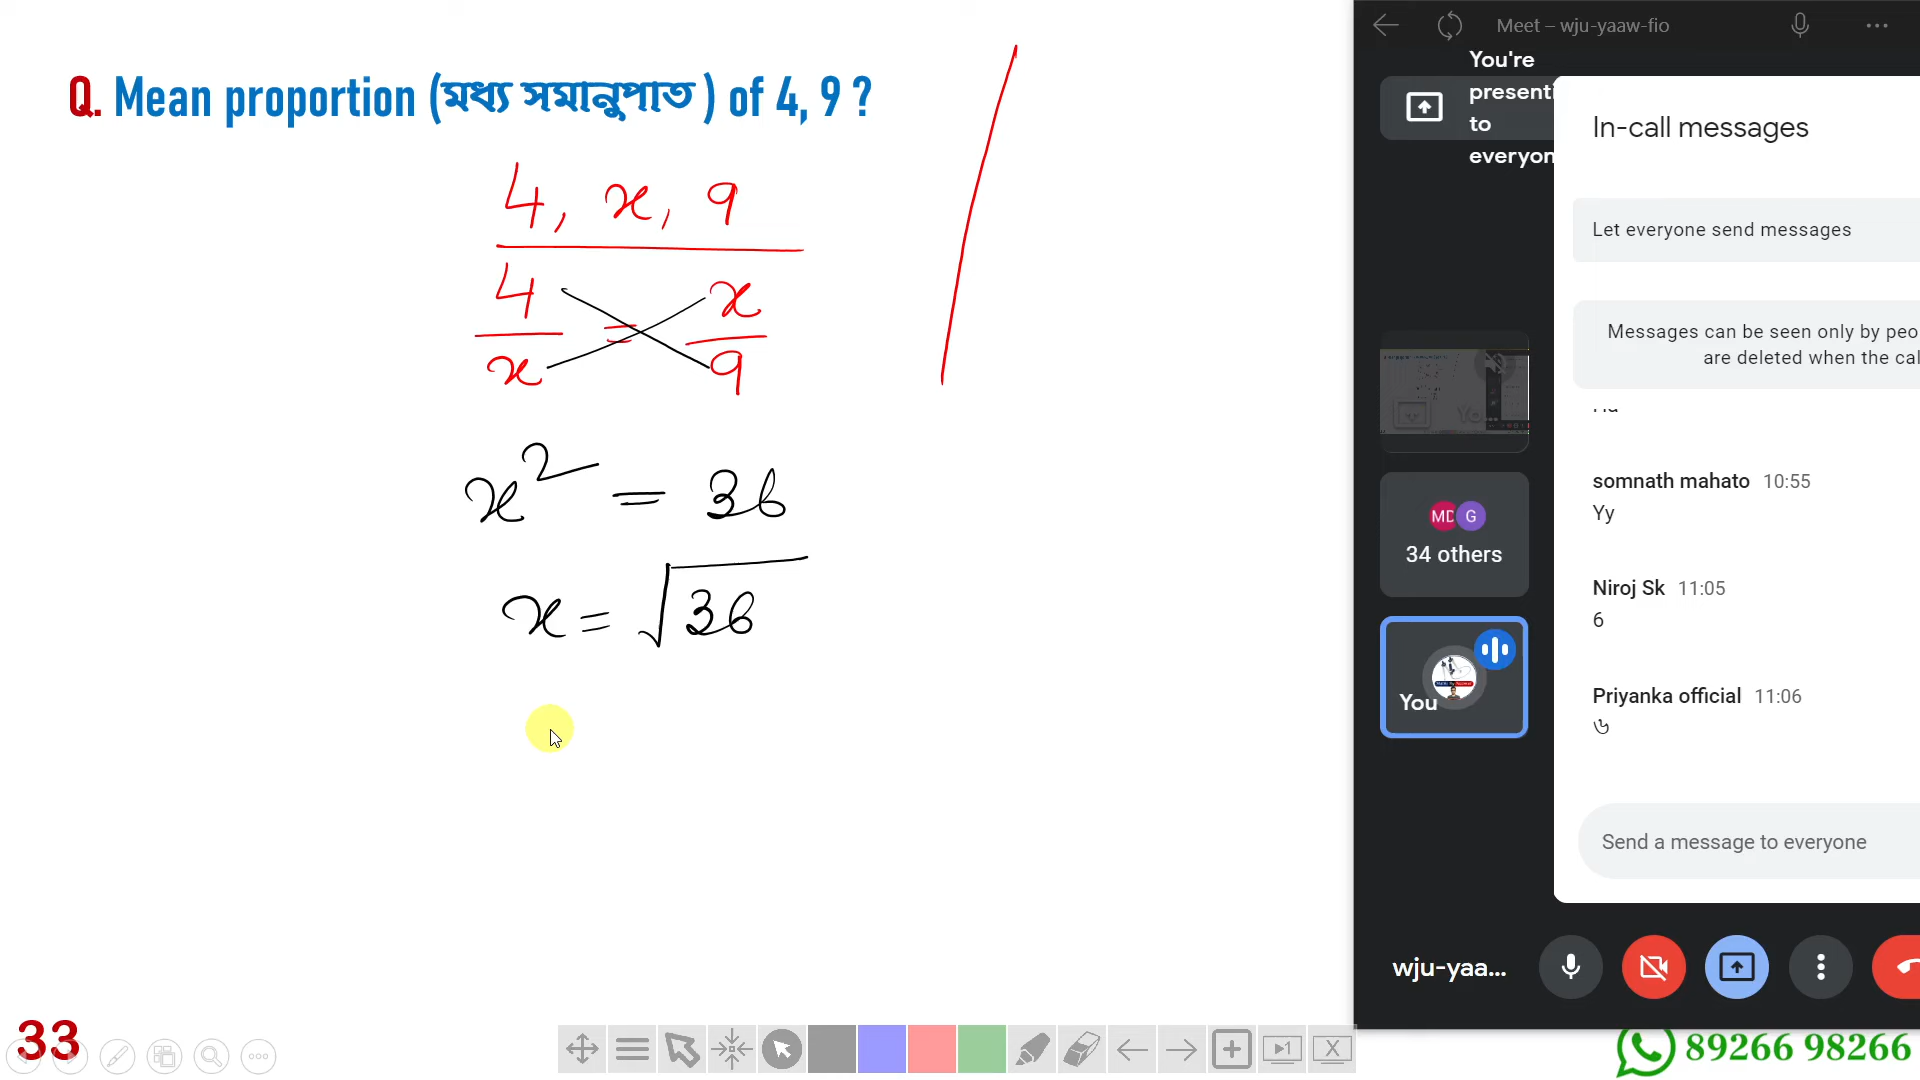 Q. Mean proportion (মধ্য সমানুপাত ) of 4, 9 ?
4, x, 9
4/x = x/9
x² = 36
x = √36
33
Meet – wju-yaaw-fio
You're
presenti
to
everyon
34 others
MD G
You
wju-yaa...
In-call messages
Let everyone send messages
Messages can be seen only by peo
are deleted when the cal
somnath mahato 10:55
Yy
Niroj Sk 11:05
6
Priyanka official 11:06
৬
Send a message to everyone
89266 98266